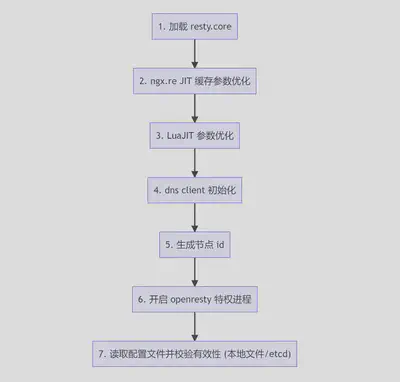 1. 加载 resty.core
2. ngx.re JIT 缓存参数优化
3. LuaJIT 参数优化
4. dns client 初始化
5. 生成节点 id
6. 开启 openresty 特权进程
7. 读取配置文件并校验有效性 (本地文件/etcd)